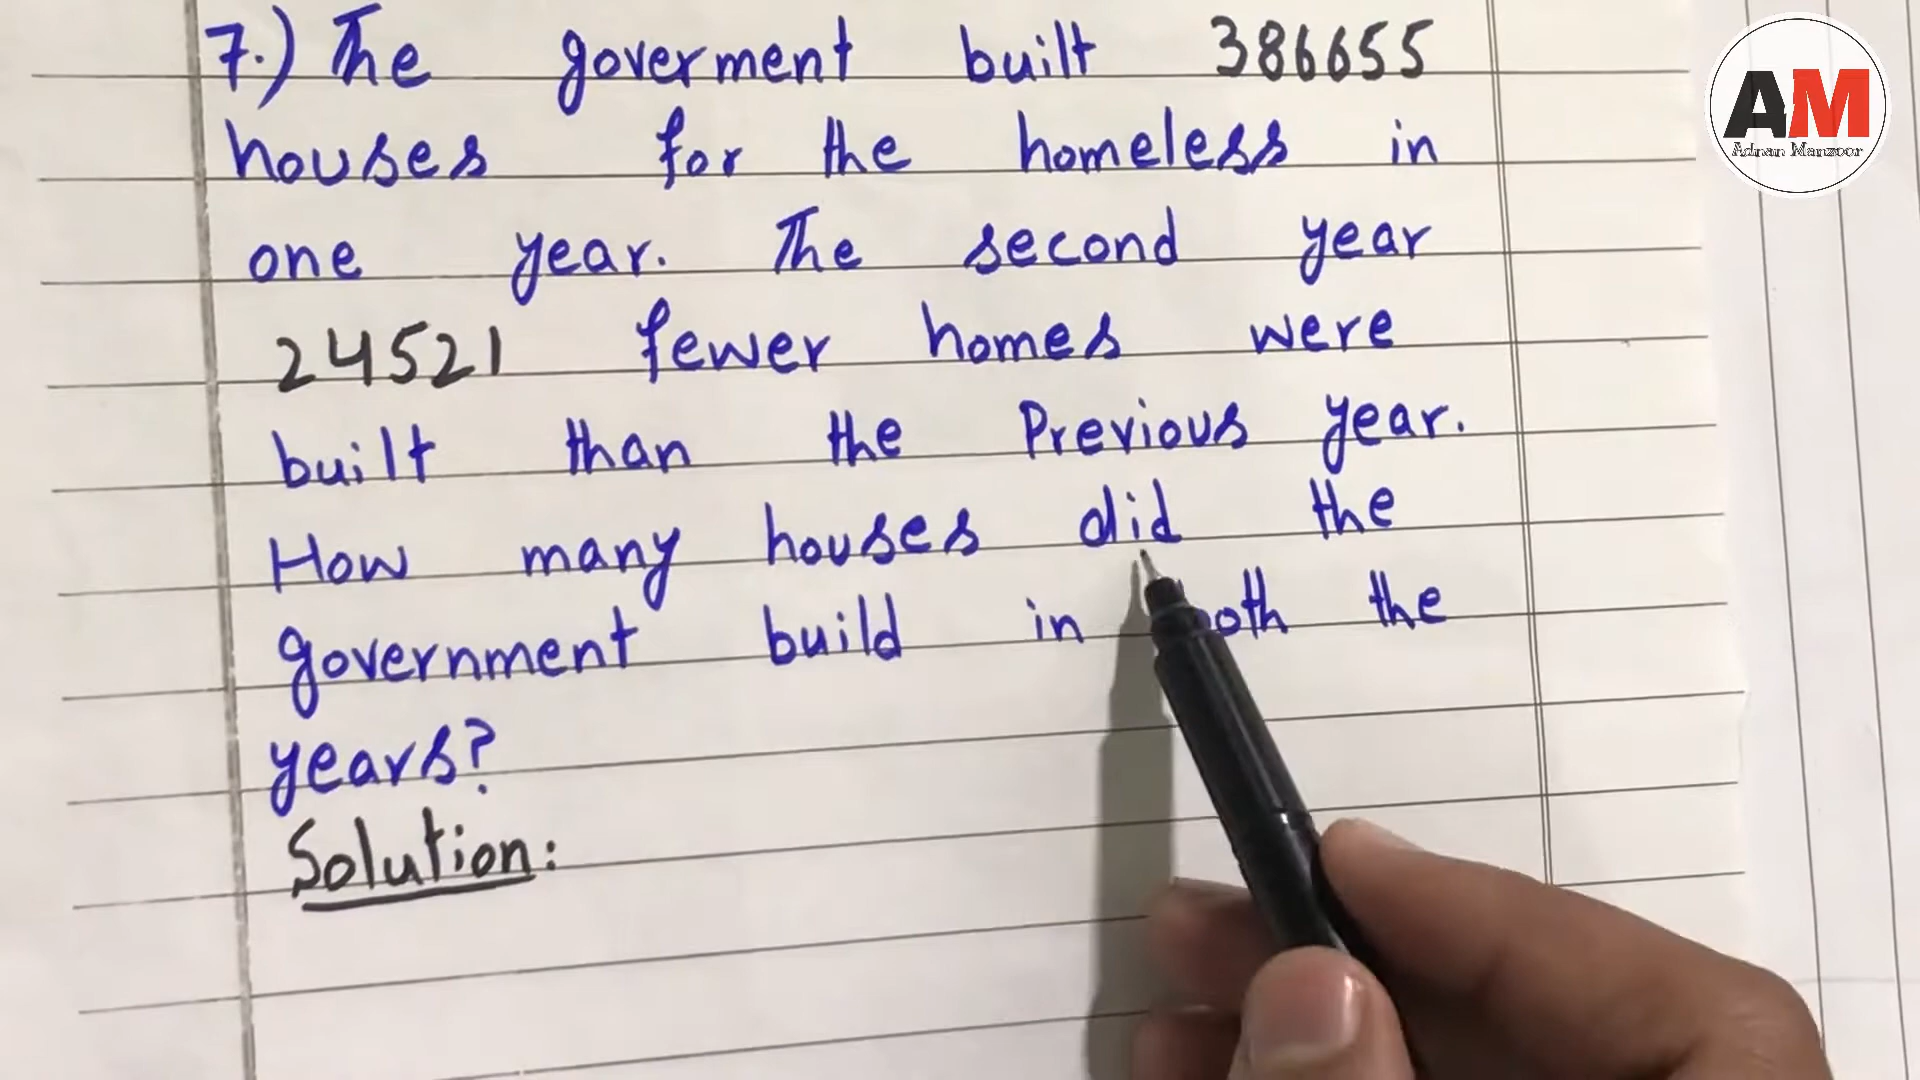 7.) The goverment built 386655
houses for the homeless in
one year. The second year
24521 fewer homes were
built than the Previous year.
How many houses did the
government build in both the
years?
Solution:
AM
Adnan Manzoor